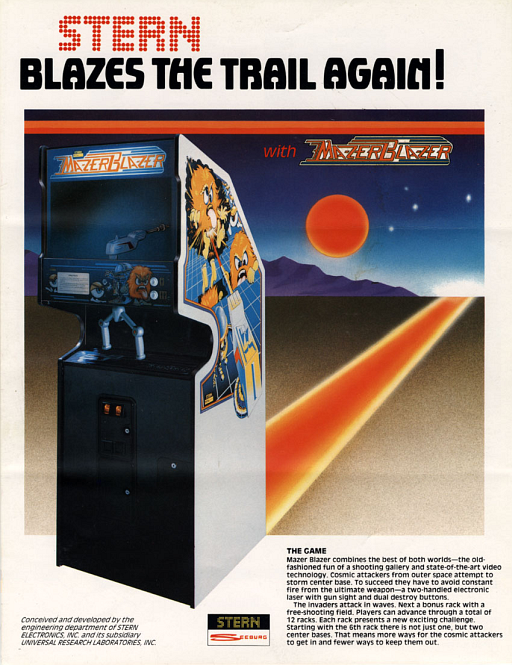 STERN
BLAZES THE TRAIL AGAIN!
with MAZERBLAZER
MAZERBLAZER
THE GAME
Mazer Blazer combines the best of both worlds—the old-
fashioned fun of a shooting gallery and state-of-the-art video
technology. Cosmic attackers from outer space attempt to
storm center base. To succeed they have to avoid constant
fire from the ultimate weapon—a two-handled electronic
laser with gun sight and dual destroy buttons.
The invaders attack in waves. Next a bonus rack with a
free-shooting field. Players can advance through a total of
12 racks. Each rack presents a new exciting challenge.
Starting with the 6th rack there is not just one, but two
center bases. That means more ways for the cosmic attackers
to get in and fewer ways to keep them out.
Conceived and developed by the
engineering department of STERN
ELECTRONICS, INC. and its subsidiary
UNIVERSAL RESEARCH LABORATORIES, INC.
STERN
SEEBURG